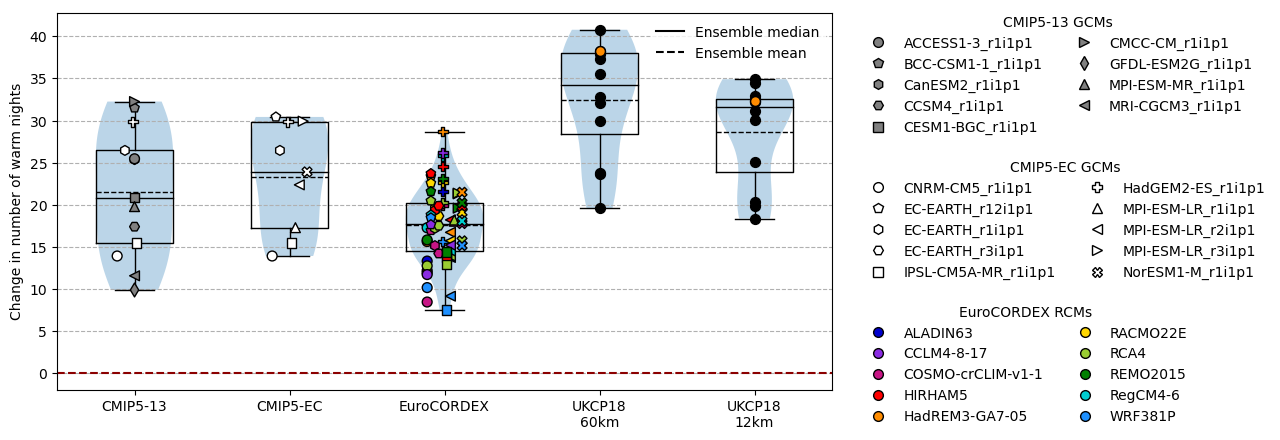 Change in number of warm nights
40
35
30
25
20
15
10
5
0
Ensemble median
Ensemble mean
CMIP5-13
CMIP5-EC
EuroCORDEX
UKCP18
60km
UKCP18
12km
CMIP5-13 GCMs
ACCESS1-3_r1i1p1
BCC-CSM1-1_r1i1p1
CanESM2_r1i1p1
CCSM4_r1i1p1
CESM1-BGC_r1i1p1
CMCC-CM_r1i1p1
GFDL-ESM2G_r1i1p1
MPI-ESM-MR_r1i1p1
MRI-CGCM3_r1i1p1
CMIP5-EC GCMs
CNRM-CM5_r1i1p1
EC-EARTH_r12i1p1
EC-EARTH_r1i1p1
EC-EARTH_r3i1p1
IPSL-CM5A-MR_r1i1p1
HadGEM2-ES_r1i1p1
MPI-ESM-LR_r1i1p1
MPI-ESM-LR_r2i1p1
MPI-ESM-LR_r3i1p1
NorESM1-M_r1i1p1
EuroCORDEX RCMs
ALADIN63
CCLM4-8-17
COSMO-crCLIM-v1-1
HIRHAM5
HadREM3-GA7-05
RACMO22E
RCA4
REMO2015
RegCM4-6
WRF381P